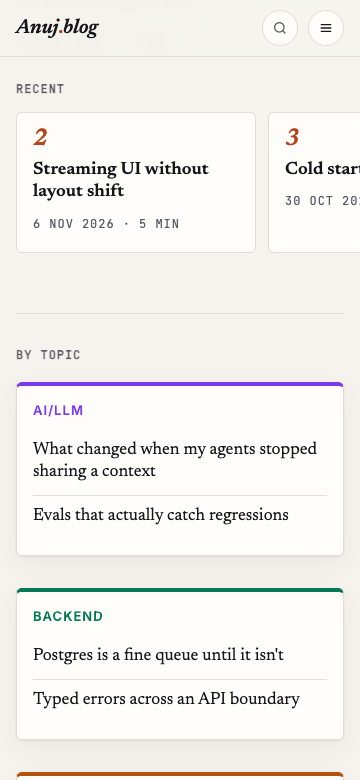 Anuj.blog
RECENT
2
Streaming UI without
layout shift
6 NOV 2026 · 5 MIN
3
Cold start
30 OCT 202
BY TOPIC
AI/LLM
What changed when my agents stopped
sharing a context
Evals that actually catch regressions
BACKEND
Postgres is a fine queue until it isn't
Typed errors across an API boundary